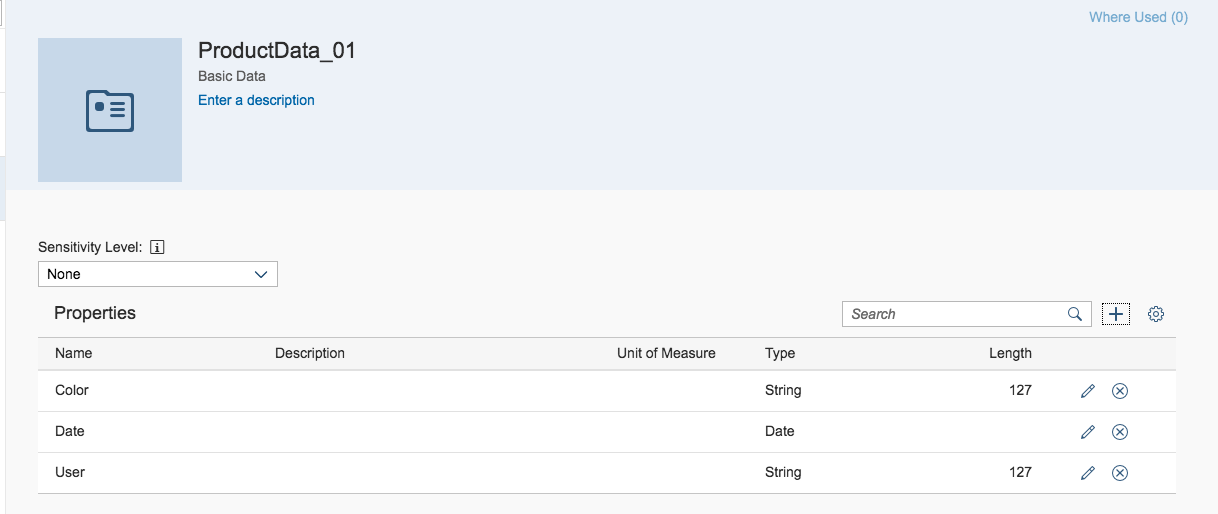 Where Used (0)
ProductData_01
Basic Data
Enter a description
Sensitivity Level: i
None
Properties
Search
Name Description Unit of Measure Type Length
Color String 127
Date Date
User String 127